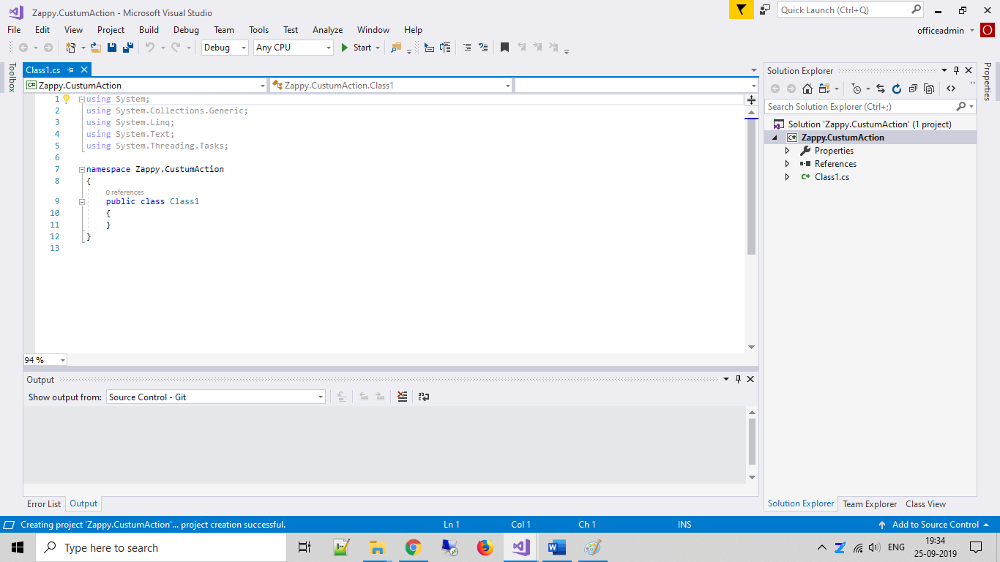 Zappy.CustumAction - Microsoft Visual Studio
Quick Launch (Ctrl+Q)
File Edit View Project Build Debug Team Tools Test Analyze Window Help
officeadmin O
Debug Any CPU Start
Toolbox
Class1.cs
Zappy.CustumAction Zappy.CustumAction.Class1
1 using System;
2 using System.Collections.Generic;
3 using System.Linq;
4 using System.Text;
5 using System.Threading.Tasks;
6
7 namespace Zappy.CustumAction
8 {
0 references
9 public class Class1
10 {
11 }
12 }
13
94 %
Output
Show output from: Source Control - Git
Error List Output
Solution Explorer
Search Solution Explorer (Ctrl+;)
Solution 'Zappy.CustumAction' (1 project)
C# Zappy.CustumAction
Properties
References
C# Class1.cs
Solution Explorer Team Explorer Class View
Properties
Creating project 'Zappy.CustumAction'... project creation successful. Ln 1 Col 1 Ch 1 INS Add to Source Control
Type here to search
ENG
19:34
25-09-2019